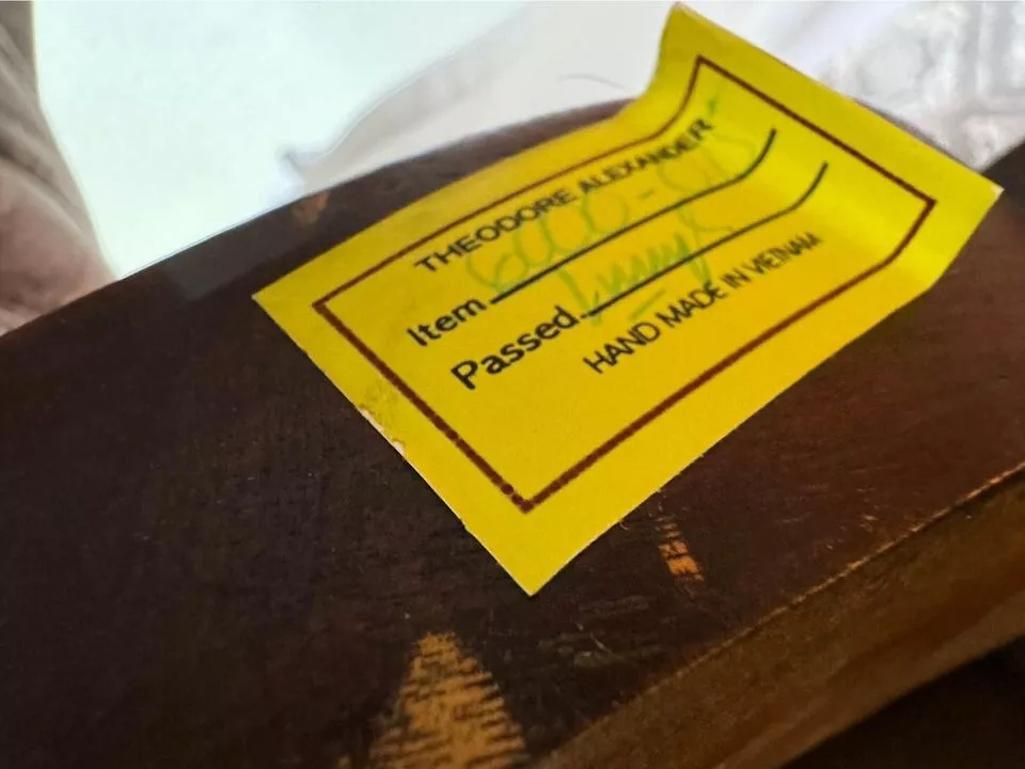 THEODORE ALEXANDER
Item
Passed
HAND MADE IN VIETNAM